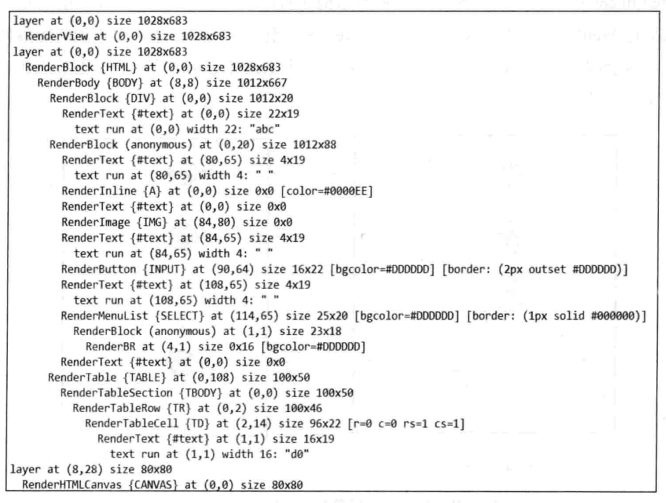 layer at (0,0) size 1028x683
RenderView at (0,0) size 1028x683
layer at (0,0) size 1028x683
RenderBlock {HTML} at (0,0) size 1028x683
RenderBody {BODY} at (8,8) size 1012x667
RenderBlock {DIV} at (0,0) size 1012x20
RenderText {#text} at (0,0) size 22x19
text run at (0,0) width 22: "abc"
RenderBlock (anonymous) at (0,20) size 1012x88
RenderText {#text} at (80,65) size 4x19
text run at (80,65) width 4: " "
RenderInline {A} at (0,0) size 0x0 [color=#0000EE]
RenderText {#text} at (0,0) size 0x0
RenderImage {IMG} at (84,80) size 0x0
RenderText {#text} at (84,65) size 4x19
text run at (84,65) width 4: " "
RenderButton {INPUT} at (90,64) size 16x22 [bgcolor=#DDDDDD] [border: (2px outset #DDDDDD)]
RenderText {#text} at (108,65) size 4x19
text run at (108,65) width 4: " "
RenderMenuList {SELECT} at (114,65) size 25x20 [bgcolor=#DDDDDD] [border: (1px solid #000000)]
RenderBlock (anonymous) at (1,1) size 23x18
RenderBR at (4,1) size 0x16 [bgcolor=#DDDDDD]
RenderText {#text} at (0,0) size 0x0
RenderTable {TABLE} at (0,108) size 100x50
RenderTableSection {TBODY} at (0,0) size 100x50
RenderTableRow {TR} at (0,2) size 100x46
RenderTableCell {TD} at (2,14) size 96x22 [r=0 c=0 rs=1 cs=1]
RenderText {#text} at (1,1) size 16x19
text run at (1,1) width 16: "d0"
layer at (8,28) size 80x80
RenderHTMLCanvas {CANVAS} at (0,0) size 80x80